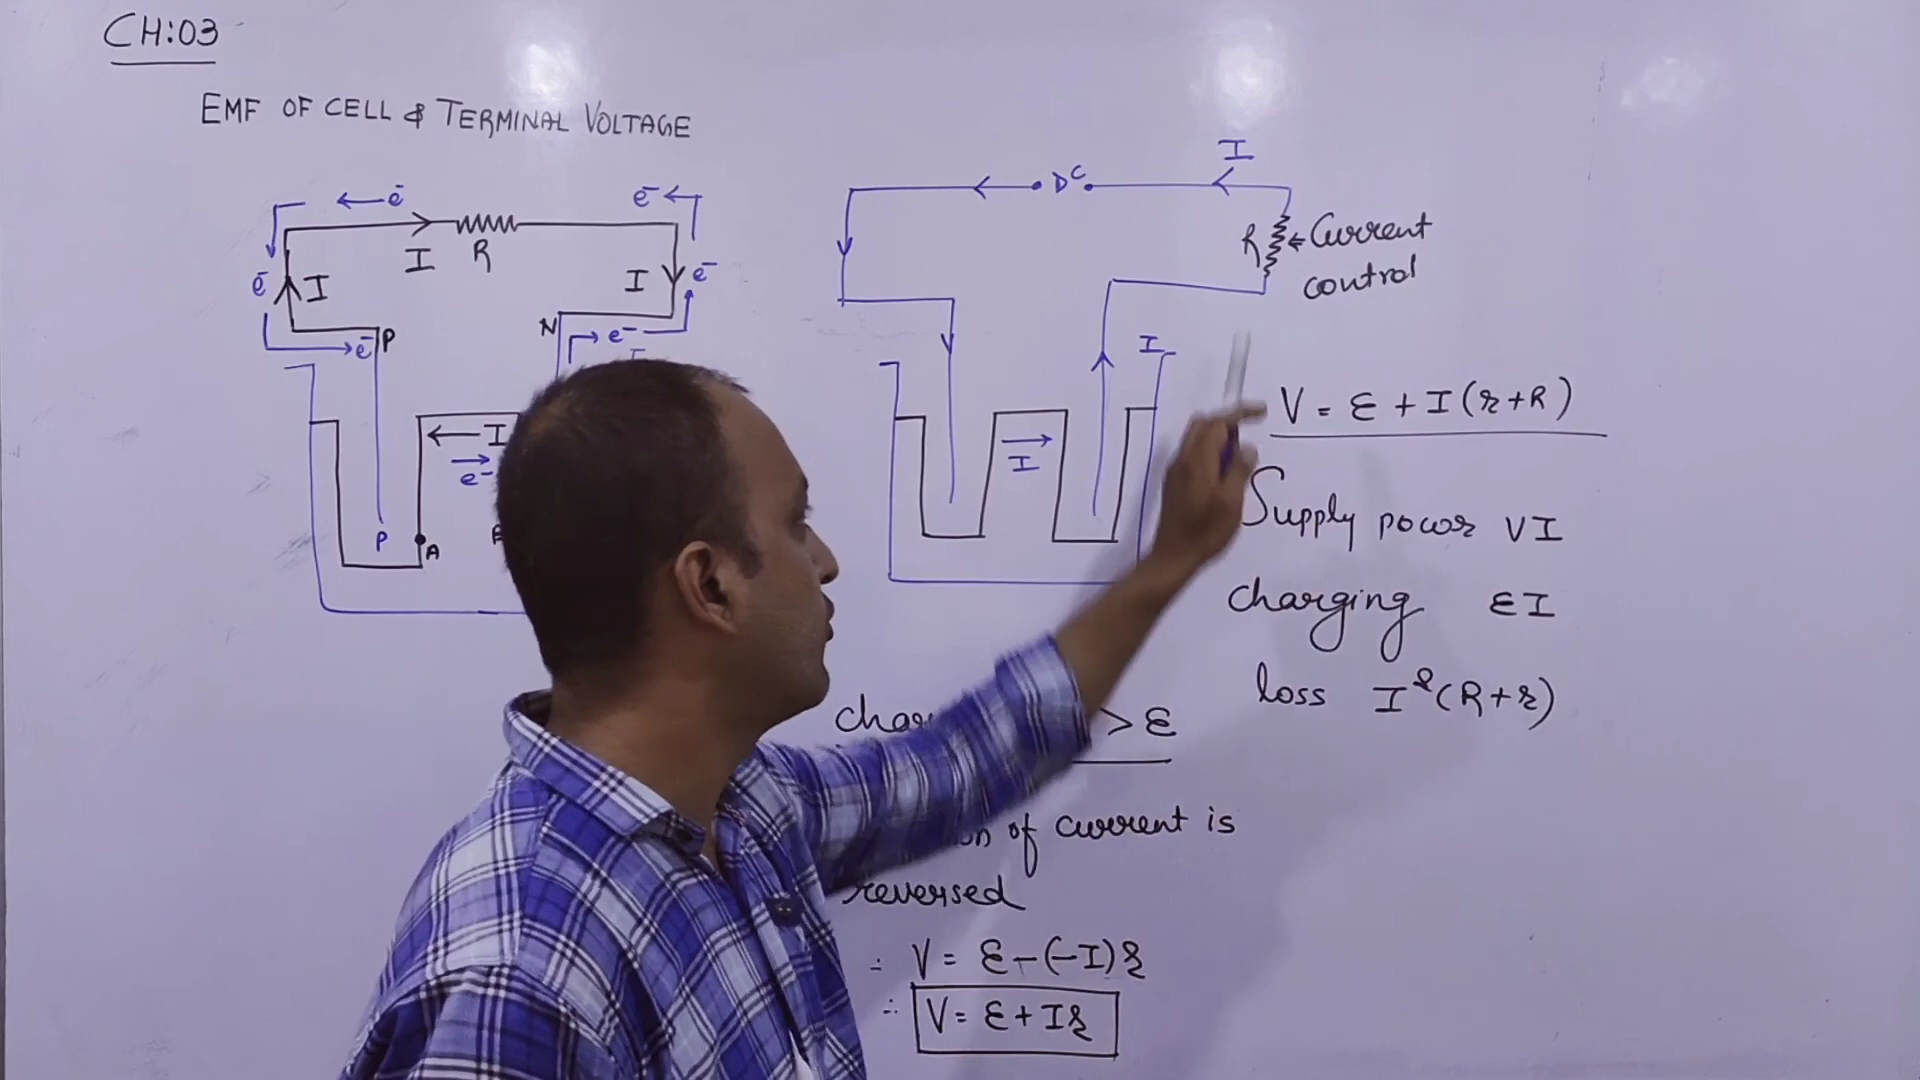 CH:03
EMF OF CELL & TERMINAL VOLTAGE
e⁻
e⁻
I
R
I
e⁻
e⁻
I
P
e⁻
N
e⁻
I
e⁻
P
A
I
DC
R
Current
control
I
I
V = ε + I(r+R)
Supply power VI
charging εI
loss I²(R+r)
> ε
of current is
reversed
∴ V = ε-(-I)r
∴ V = ε + Ir